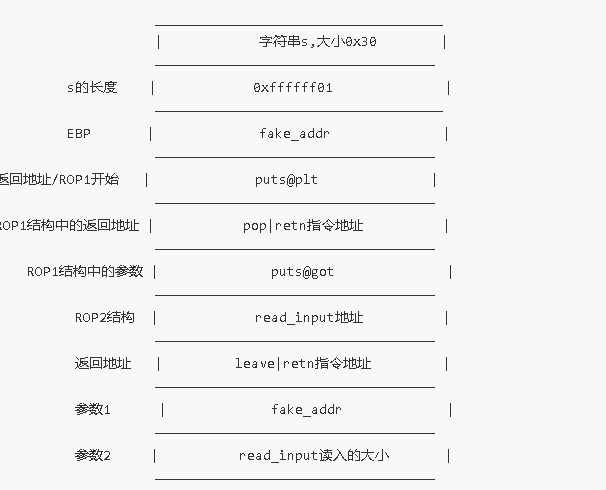 字符串s,大小0x30
s的长度 0xffffff01
EBP fake_addr
返回地址/ROP1开始 puts@plt
ROP1结构中的返回地址 pop|retn指令地址
ROP1结构中的参数 puts@got
ROP2结构 read_input地址
返回地址 leave|retn指令地址
参数1 fake_addr
参数2 read_input读入的大小